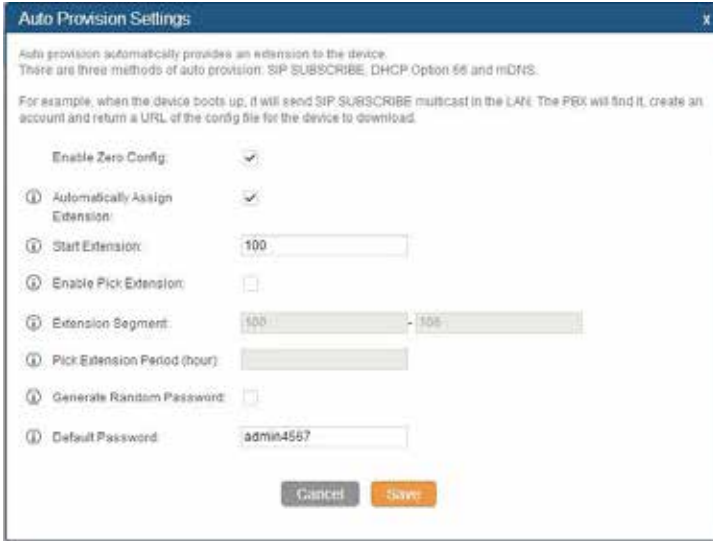 Auto Provision Settings x
Auto provision automatically provides an extension to the device.
There are three methods of auto provision: SIP SUBSCRIBE, DHCP Option 66 and mDNS.
For example, when the device boots up, it will send SIP SUBSCRIBE multicast in the LAN. The PBX will find it, create an
account and return a URL of the config file for the device to download.
Enable Zero Config:
Automatically Assign
Extension:
Start Extension: 100
Enable Pick Extension:
Extension Segment: 100 - 106
Pick Extension Period (hour)
Generate Random Password:
Default Password: admin4567
Cancel Save